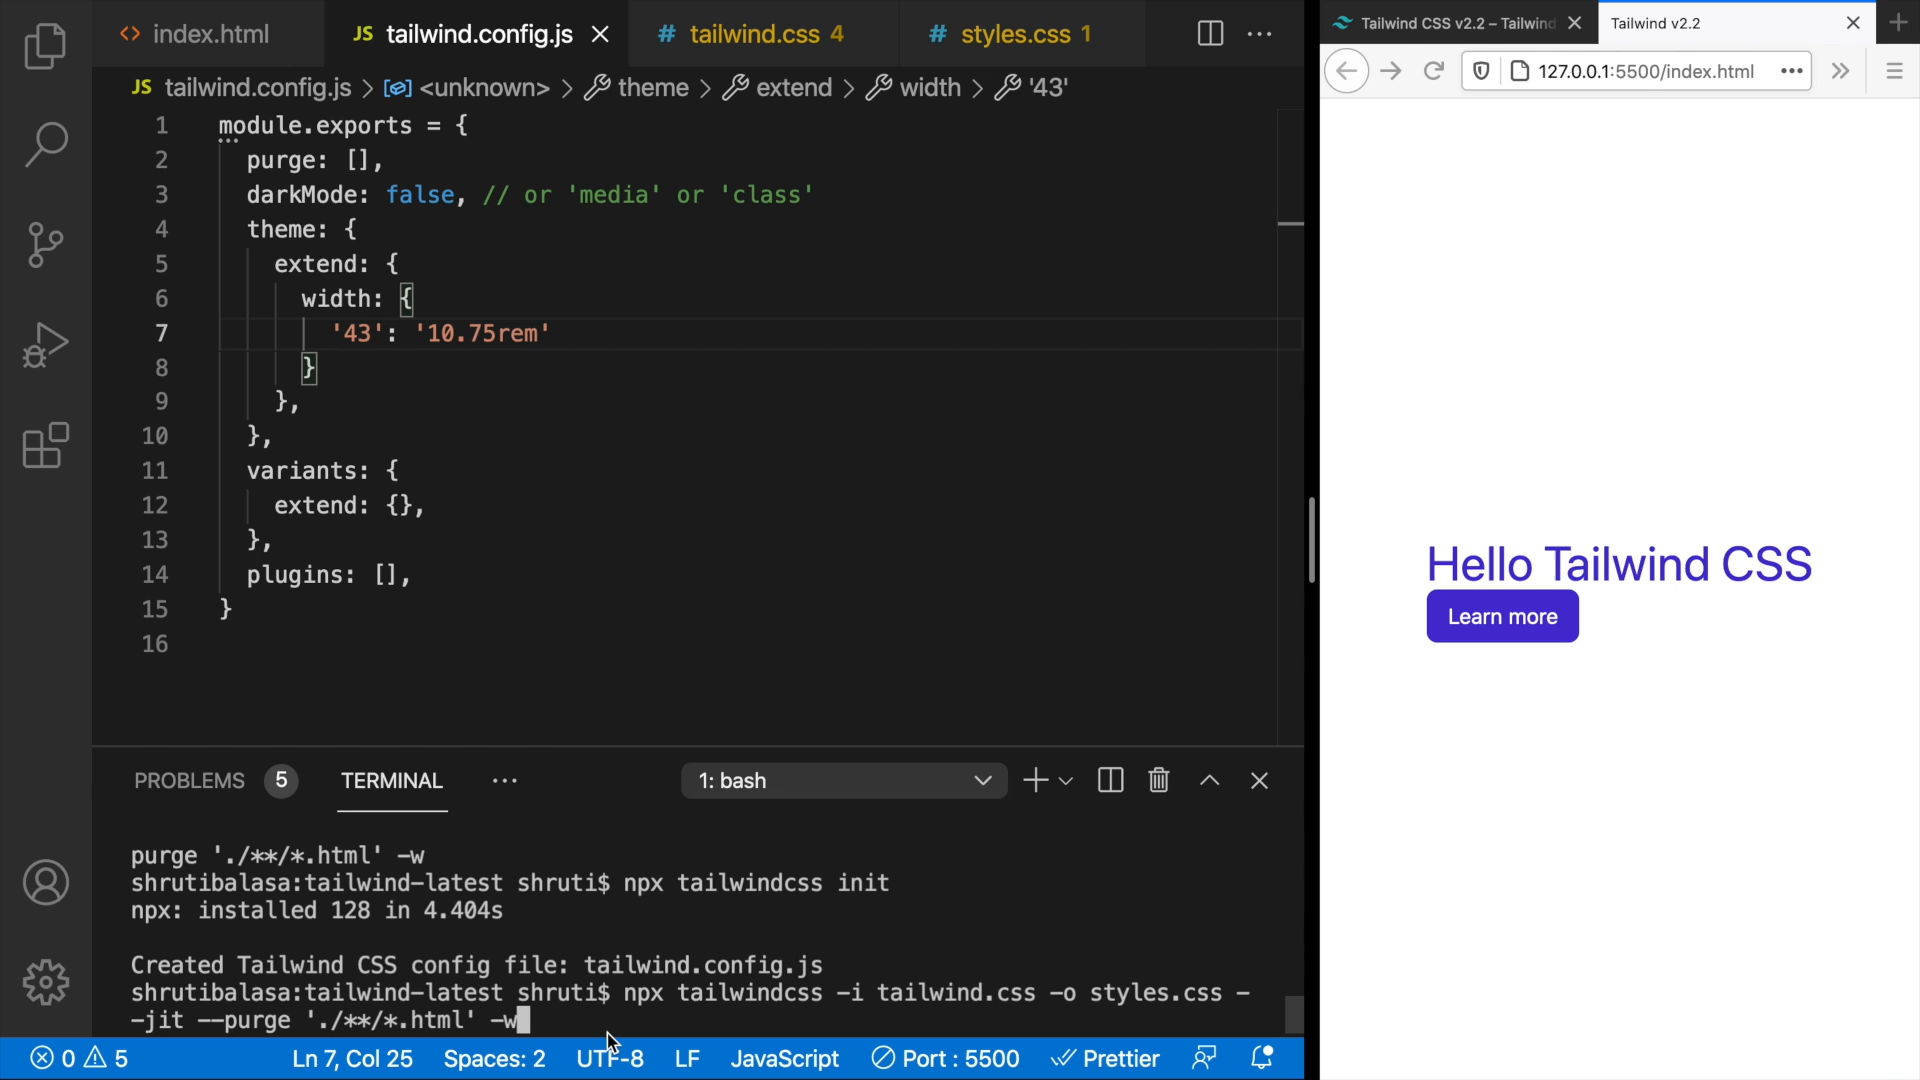 <> index.html
JS tailwind.config.js
# tailwind.css 4
# styles.css 1
JS tailwind.config.js > <unknown> > theme > extend > width > '43'
1 module.exports = {
2 purge: [],
3 darkMode: false, // or 'media' or 'class'
4 theme: {
5 extend: {
6 width: {
7 '43': '10.75rem'
8 }
9 },
10 },
11 variants: {
12 extend: {},
13 },
14 plugins: [],
15 }
16
PROBLEMS 5 TERMINAL ··· 1: bash
purge './**/*.html' -w
shrutibalasa:tailwind-latest shruti$ npx tailwindcss init
npx: installed 128 in 4.404s
Created Tailwind CSS config file: tailwind.config.js
shrutibalasa:tailwind-latest shruti$ npx tailwindcss -i tailwind.css -o styles.css -
-jit --purge './**/*.html' -w
0 5 Ln 7, Col 25 Spaces: 2 UTF-8 LF JavaScript Port : 5500 Prettier
Tailwind CSS v2.2 – Tailwind
Tailwind v2.2
127.0.0.1:5500/index.html
Hello Tailwind CSS
Learn more